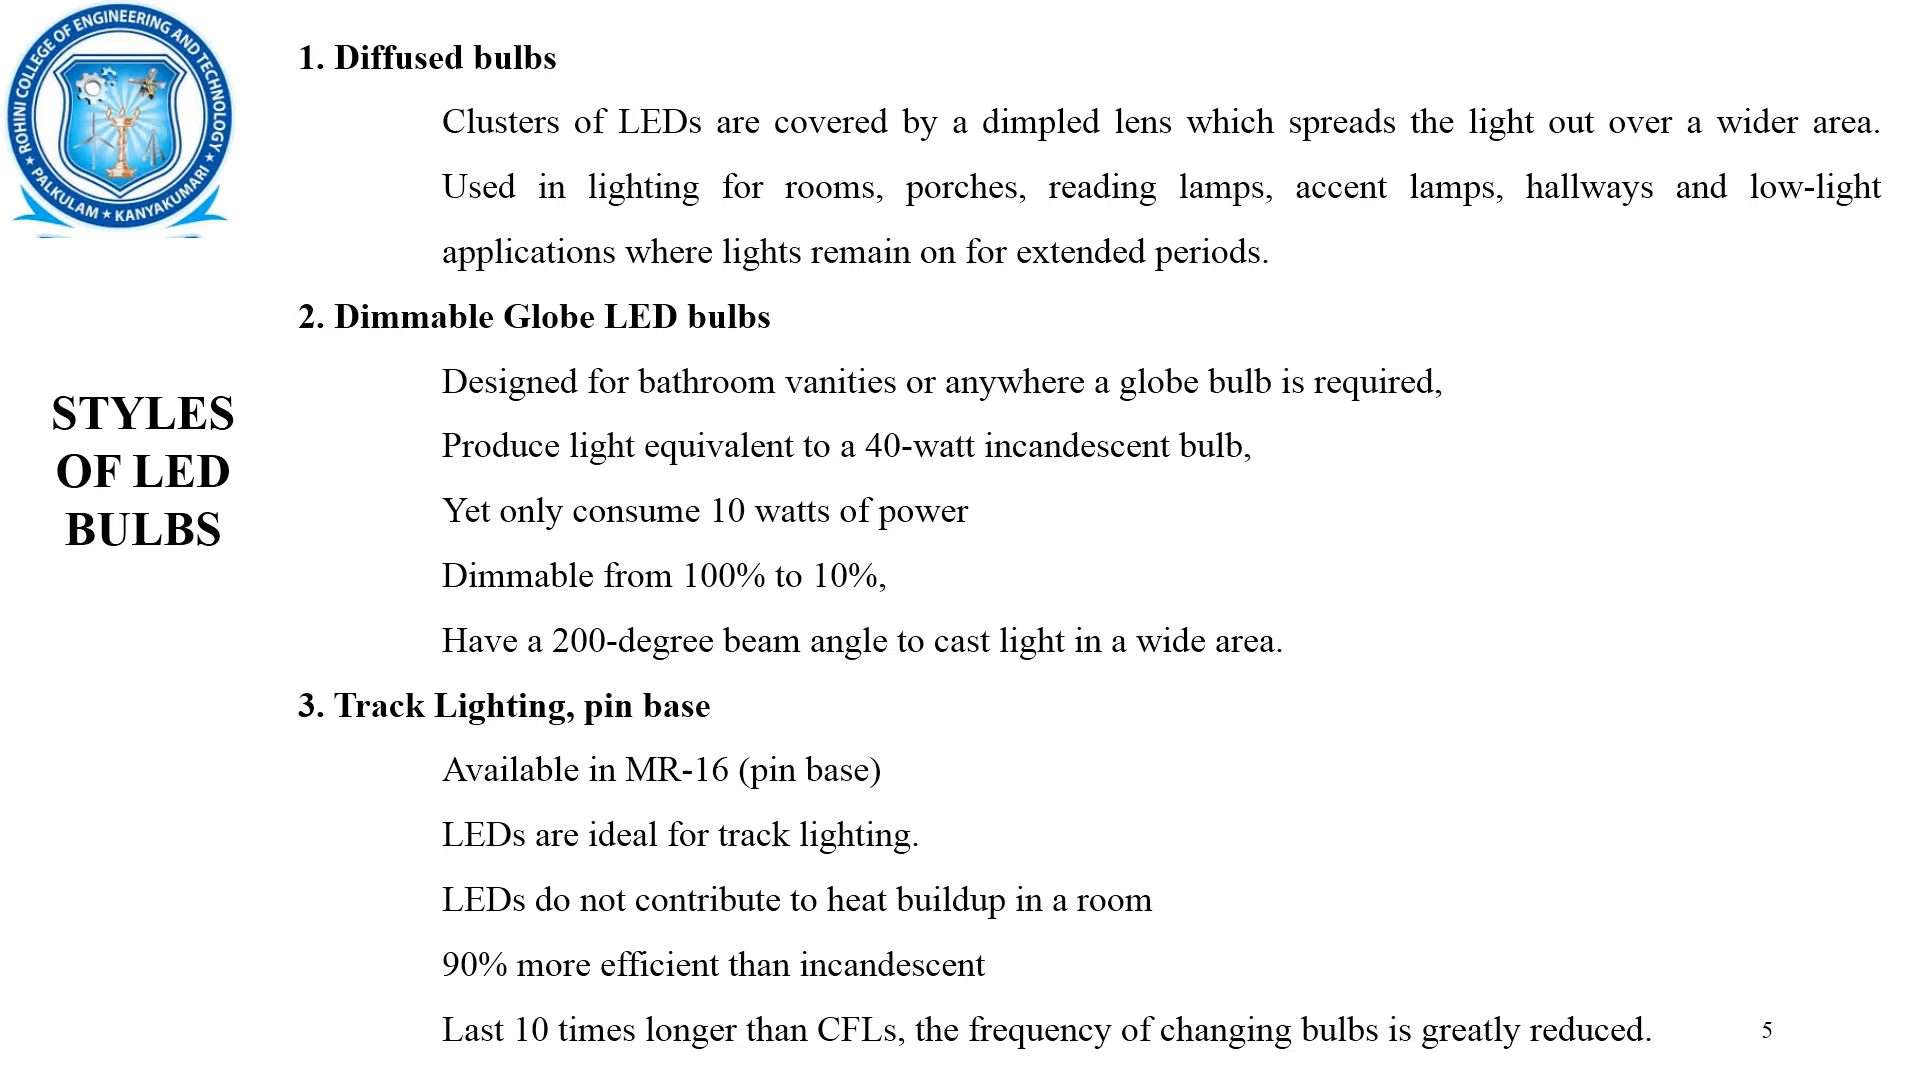 ROHINI COLLEGE OF ENGINEERING AND TECHNOLOGY
★ PALKULAM ★ KANYAKUMARI ★
STYLES
OF LED
BULBS
1. Diffused bulbs
Clusters of LEDs are covered by a dimpled lens which spreads the light out over a wider area.
Used in lighting for rooms, porches, reading lamps, accent lamps, hallways and low-light
applications where lights remain on for extended periods.
2. Dimmable Globe LED bulbs
Designed for bathroom vanities or anywhere a globe bulb is required,
Produce light equivalent to a 40-watt incandescent bulb,
Yet only consume 10 watts of power
Dimmable from 100% to 10%,
Have a 200-degree beam angle to cast light in a wide area.
3. Track Lighting, pin base
Available in MR-16 (pin base)
LEDs are ideal for track lighting.
LEDs do not contribute to heat buildup in a room
90% more efficient than incandescent
Last 10 times longer than CFLs, the frequency of changing bulbs is greatly reduced.
5